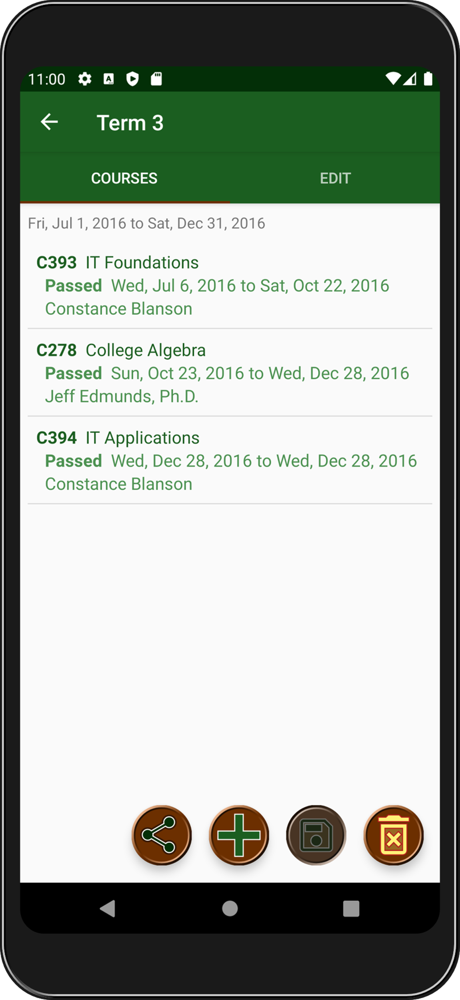 11:00
Term 3
COURSES
EDIT
Fri, Jul 1, 2016 to Sat, Dec 31, 2016
C393 IT Foundations
Passed Wed, Jul 6, 2016 to Sat, Oct 22, 2016
Constance Blanson
C278 College Algebra
Passed Sun, Oct 23, 2016 to Wed, Dec 28, 2016
Jeff Edmunds, Ph.D.
C394 IT Applications
Passed Wed, Dec 28, 2016 to Wed, Dec 28, 2016
Constance Blanson